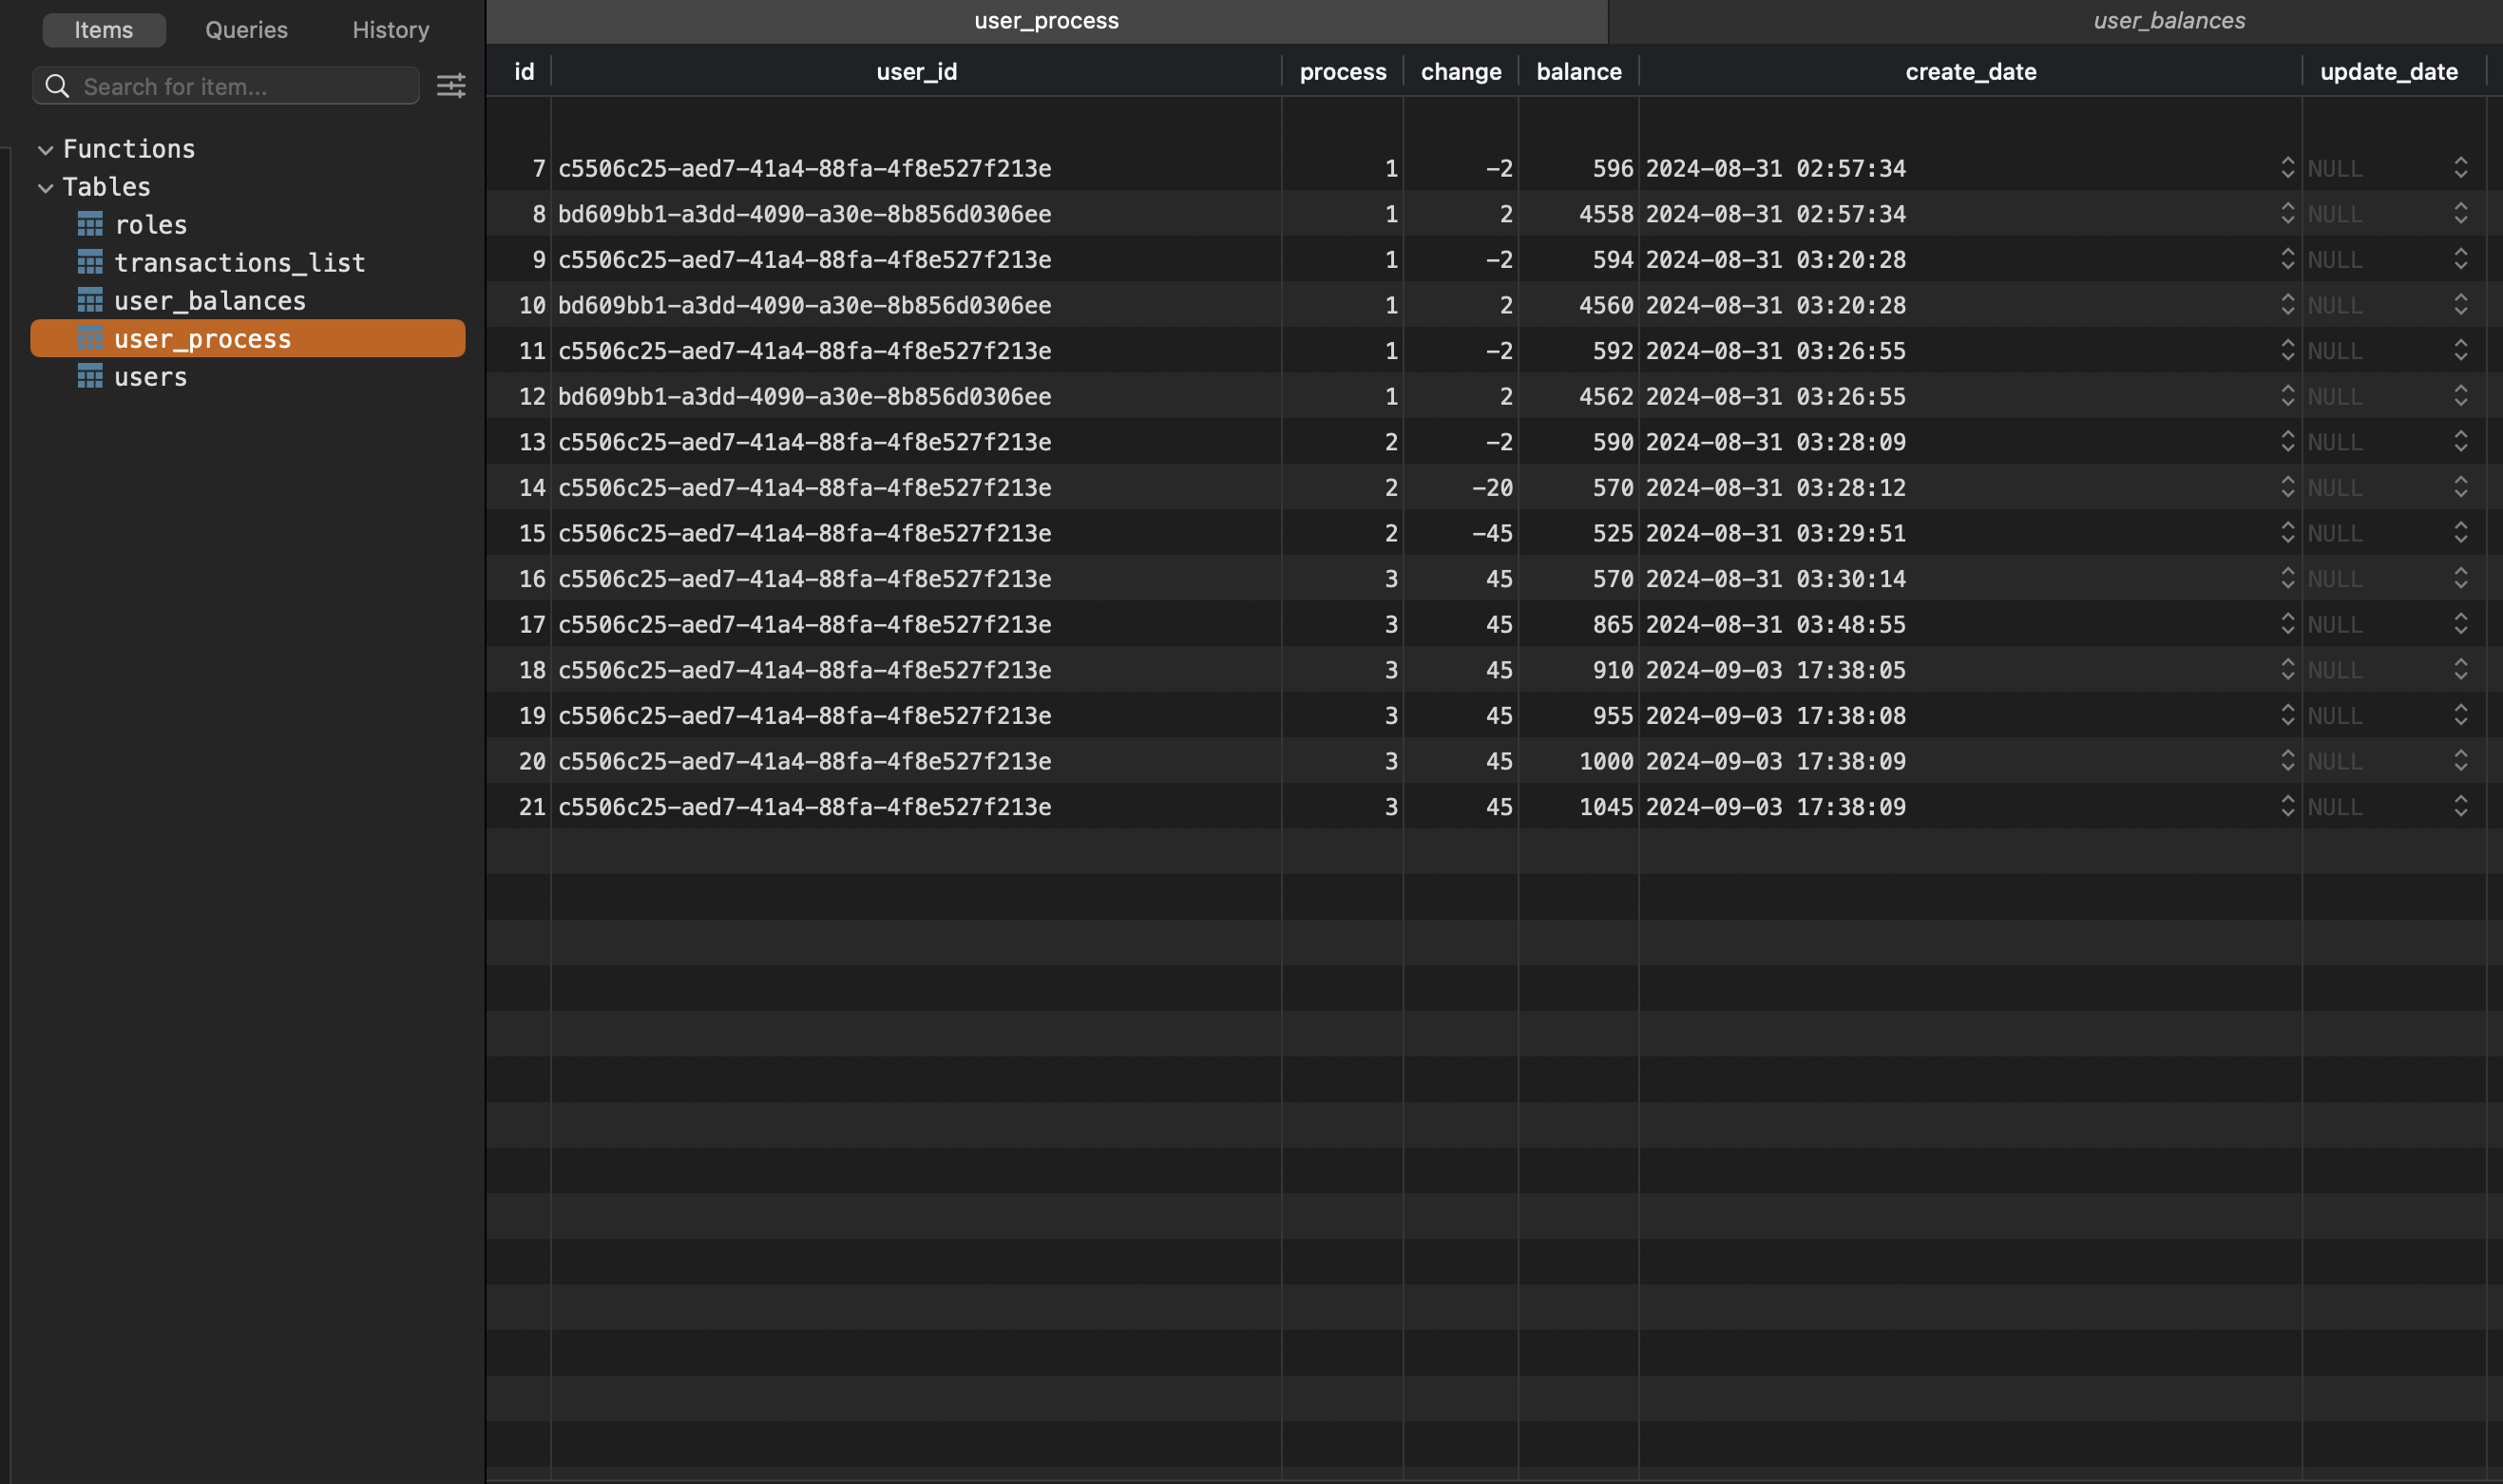 Items Queries History
Search for item...
Functions
Tables
roles
transactions_list
user_balances
user_process
users
user_process user_balances
id user_id process change balance create_date update_date
7 c5506c25-aed7-41a4-88fa-4f8e527f213e 1 -2 596 2024-08-31 02:57:34 NULL
8 bd609bb1-a3dd-4090-a30e-8b856d0306ee 1 2 4558 2024-08-31 02:57:34 NULL
9 c5506c25-aed7-41a4-88fa-4f8e527f213e 1 -2 594 2024-08-31 03:20:28 NULL
10 bd609bb1-a3dd-4090-a30e-8b856d0306ee 1 2 4560 2024-08-31 03:20:28 NULL
11 c5506c25-aed7-41a4-88fa-4f8e527f213e 1 -2 592 2024-08-31 03:26:55 NULL
12 bd609bb1-a3dd-4090-a30e-8b856d0306ee 1 2 4562 2024-08-31 03:26:55 NULL
13 c5506c25-aed7-41a4-88fa-4f8e527f213e 2 -2 590 2024-08-31 03:28:09 NULL
14 c5506c25-aed7-41a4-88fa-4f8e527f213e 2 -20 570 2024-08-31 03:28:12 NULL
15 c5506c25-aed7-41a4-88fa-4f8e527f213e 2 -45 525 2024-08-31 03:29:51 NULL
16 c5506c25-aed7-41a4-88fa-4f8e527f213e 3 45 570 2024-08-31 03:30:14 NULL
17 c5506c25-aed7-41a4-88fa-4f8e527f213e 3 45 865 2024-08-31 03:48:55 NULL
18 c5506c25-aed7-41a4-88fa-4f8e527f213e 3 45 910 2024-09-03 17:38:05 NULL
19 c5506c25-aed7-41a4-88fa-4f8e527f213e 3 45 955 2024-09-03 17:38:08 NULL
20 c5506c25-aed7-41a4-88fa-4f8e527f213e 3 45 1000 2024-09-03 17:38:09 NULL
21 c5506c25-aed7-41a4-88fa-4f8e527f213e 3 45 1045 2024-09-03 17:38:09 NULL